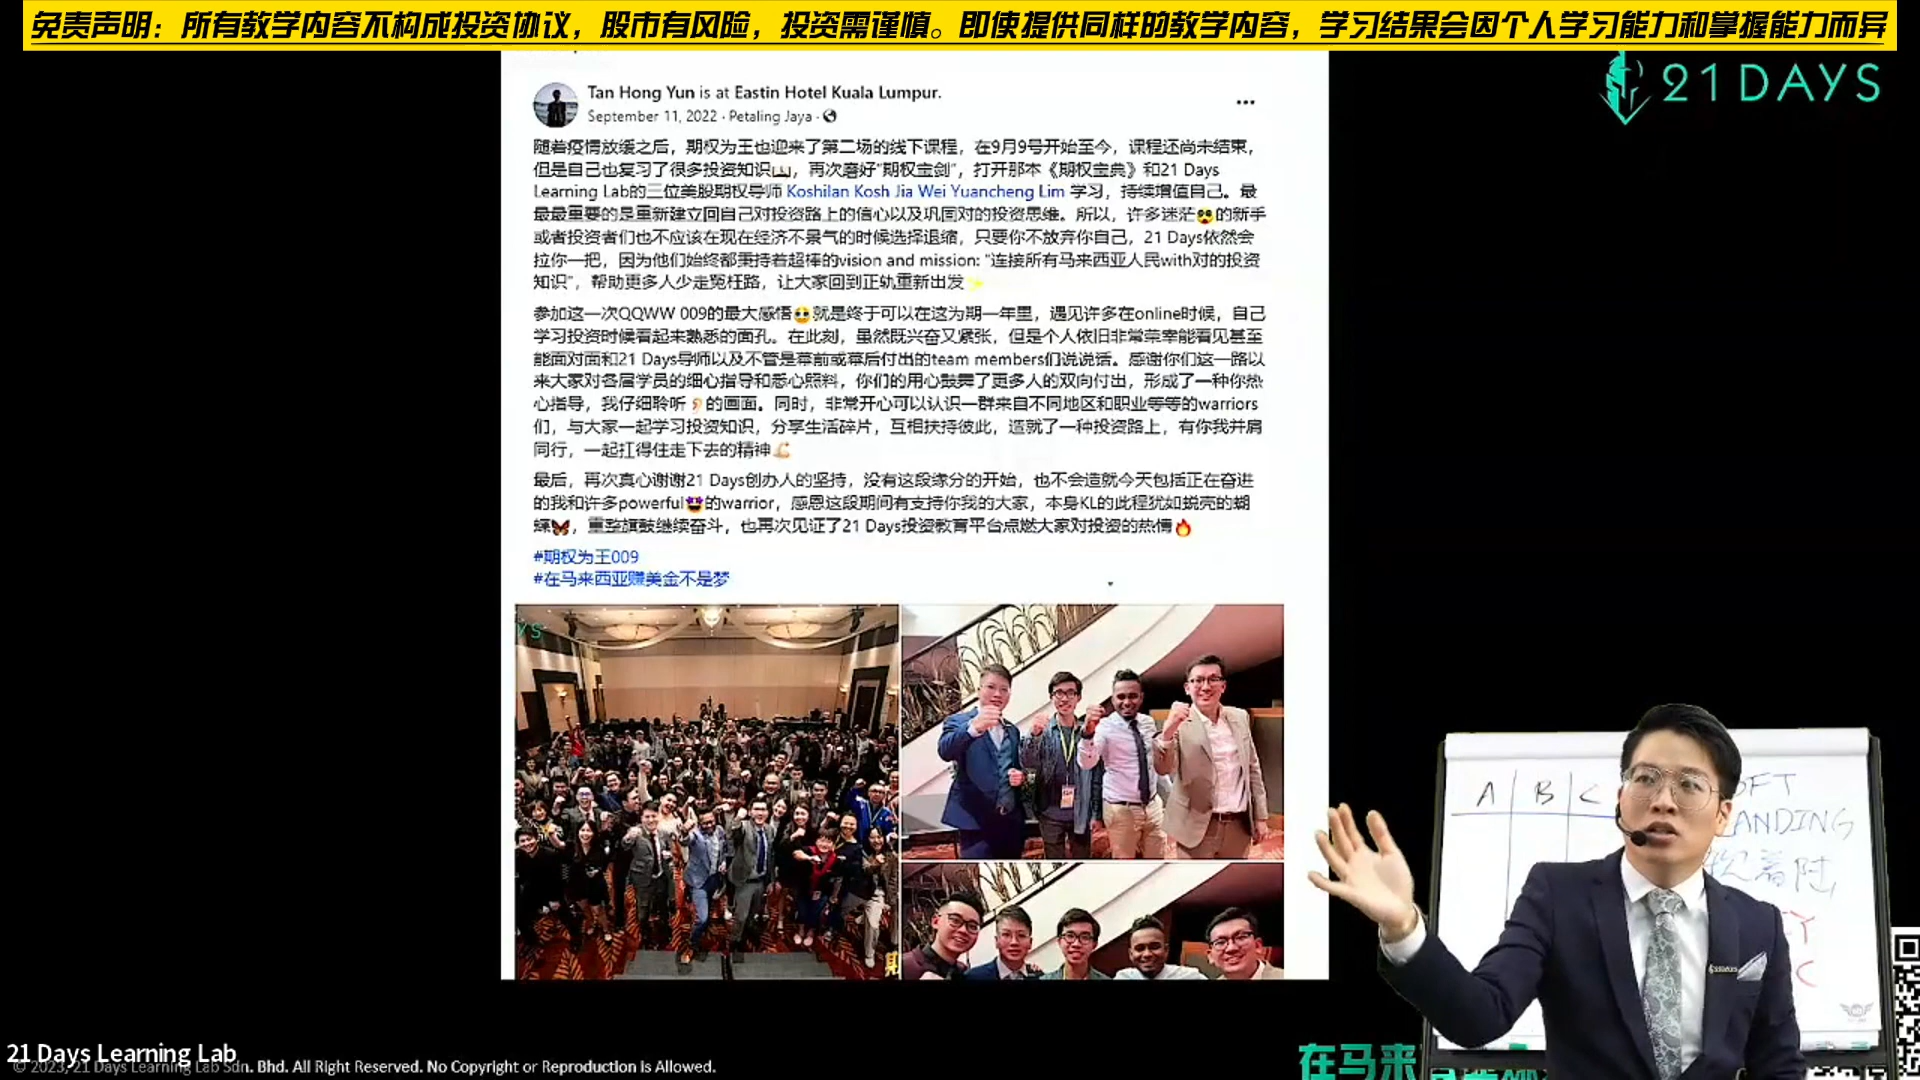 免责声明：所有教学内容不构成投资协议，股市有风险，投资需谨慎。即使提供同样的教学内容，学习结果会因个人学习能力和掌握能力而异
21 DAYS
Tan Hong Yun is at Eastin Hotel Kuala Lumpur.
September 11, 2022 · Petaling Jaya ·
随着疫情放缓之后，期权为王也迎来了第二场的线下课程，在9月9号开始至今，课程还尚未结束，
但是自己也复习了很多投资知识📖，再次磨好“期权宝剑”，打开那本《期权宝典》和21 Days
Learning Lab的三位美股期权导师 Koshilan Kosh Jia Wei Yuancheng Lim 学习，持续增值自己。最
最最重要的是重新建立回自己对投资路上的信心以及巩固对的投资思维。所以，许多迷茫的新手
或者投资者们也不应该在现在经济不景气的时候选择退缩，只要你不放弃你自己，21 Days依然会
拉你一把，因为他们始终都秉持着超棒的vision and mission: “连接所有马来西亚人民with对的投资
知识”，帮助更多人少走冤枉路，让大家回到正轨重新出发✨
参加这一次QQWW 009的最大感悟🥹就是终于可以在这为期一年里，遇见许多在online时候，自己
学习投资时候看起来熟悉的面孔。在此刻，虽然既兴奋又紧张，但是个人依旧非常荣幸能看见甚至
能面对面和21 Days导师以及不管是幕前或幕后付出的team members们说说话。感谢你们这一路以
来大家对各届学员的细心指导和悉心照料，你们的用心鼓舞了更多人的双向付出，形成了一种你热
心指导，我仔细聆听👂的画面。同时，非常开心可以认识一群来自不同地区和职业等等的warriors
们，与大家一起学习投资知识，分享生活碎片，互相扶持彼此，造就了一种投资路上，有你我并肩
同行，一起扛得住走下去的精神💪
最后，再次真心谢谢21 Days创办人的坚持，没有这段缘分的开始，也不会造就今天包括正在奋进
的我和许多powerful🤩的warrior，感恩这段期间有支持你我的大家，本身KL的此程犹如蜕壳的蝴
蝶🦋，重整旗鼓继续奋斗，也再次见证了21 Days投资教育平台点燃大家对投资的热情🔥
#期权为王009
#在马来西亚赚美金不是梦
A B C
OFT
LANDING
软着陆
21 Days Learning Lab
© 2023, 21 Days Learning Lab Sdn. Bhd. All Right Reserved. No Copyright or Reproduction is Allowed.
在马来